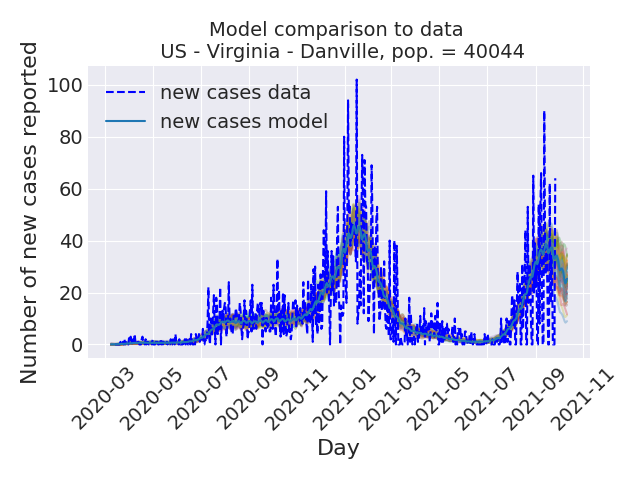 Model comparison to data
US - Virginia - Danville, pop. = 40044
Number of new cases reported
100
80
60
40
20
0
new cases data
new cases model
2020-03
2020-05
2020-07
2020-09
2020-11
2021-01
2021-03
2021-05
2021-07
2021-09
2021-11
Day